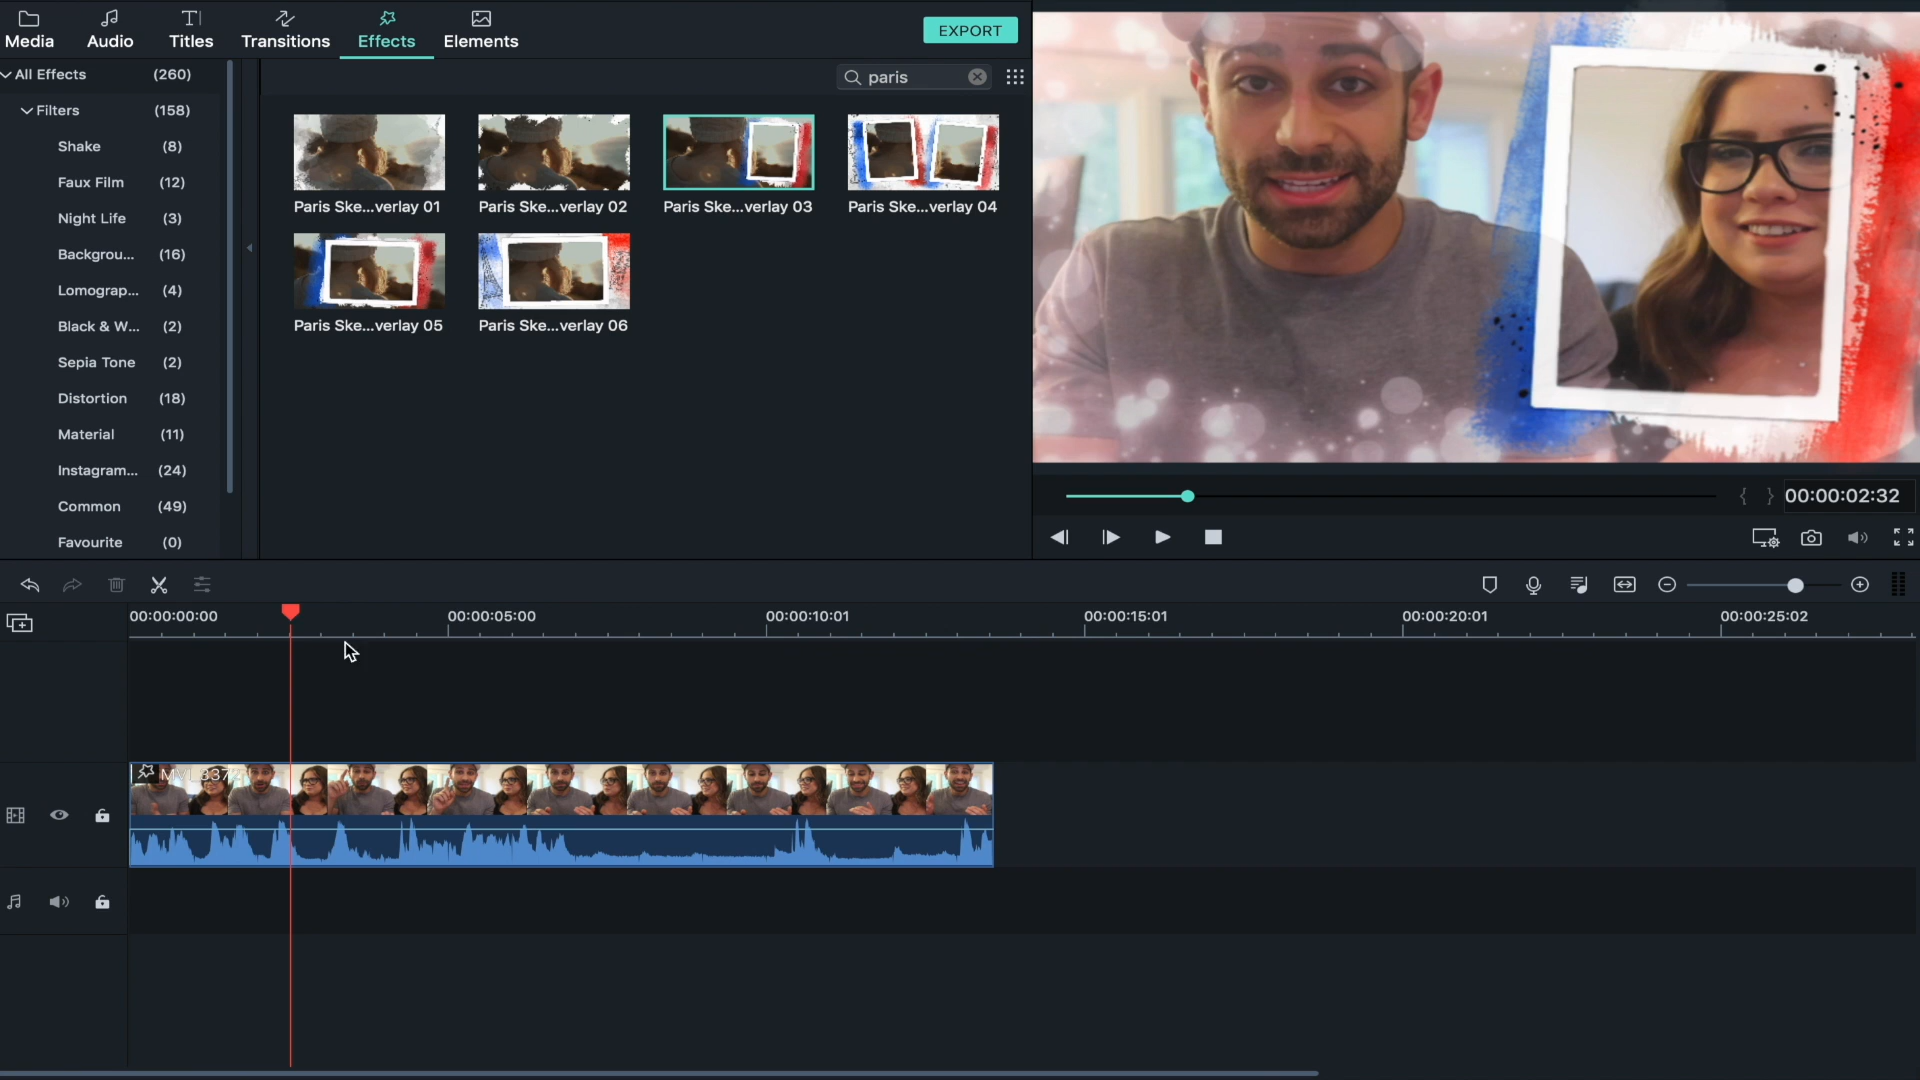 Media Audio Titles Transitions Effects Elements EXPORT
All Effects (260)
paris
Filters (158)
Shake (8)
Faux Film (12)
Night Life (3)
Backgrou... (16)
Lomograp... (4)
Black & W... (2)
Sepia Tone (2)
Distortion (18)
Material (11)
Instagram... (24)
Common (49)
Favourite (0)
Paris Ske...verlay 01 Paris Ske...verlay 02 Paris Ske...verlay 03 Paris Ske...verlay 04
Paris Ske...verlay 05 Paris Ske...verlay 06
{ } 00:00:02:32
00:00:00:00 00:00:05:00 00:00:10:01 00:00:15:01 00:00:20:01 00:00:25:02